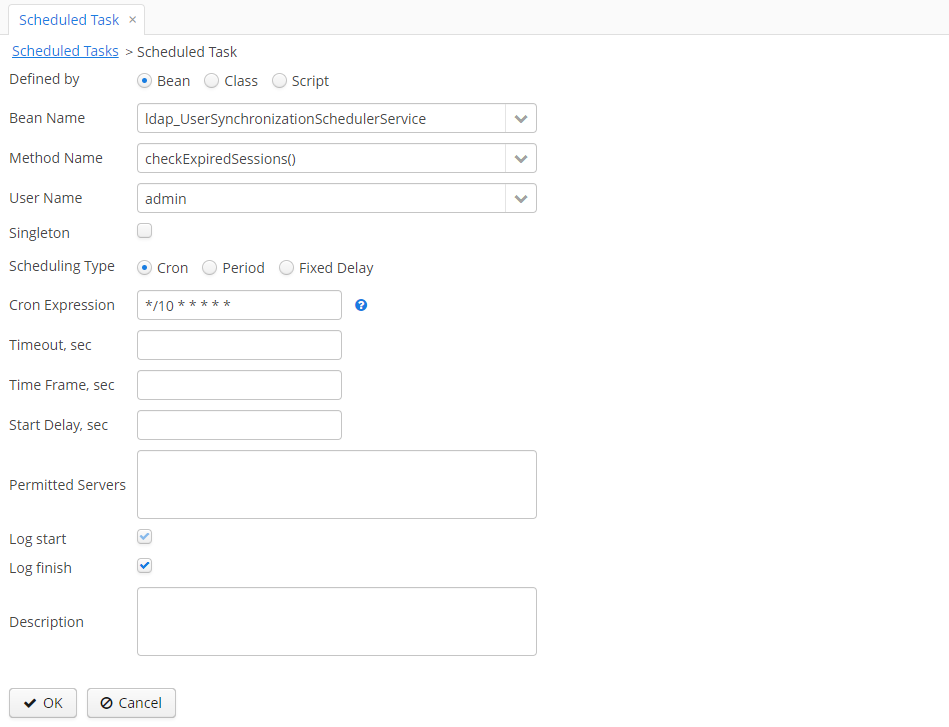 Scheduled Task ×
Scheduled Tasks > Scheduled Task
Defined by Bean Class Script
Bean Name ldap_UserSynchronizationSchedulerService
Method Name checkExpiredSessions()
User Name admin
Singleton
Scheduling Type Cron Period Fixed Delay
Cron Expression */10 * * * * * ?
Timeout, sec
Time Frame, sec
Start Delay, sec
Permitted Servers
Log start
Log finish
Description
OK Cancel